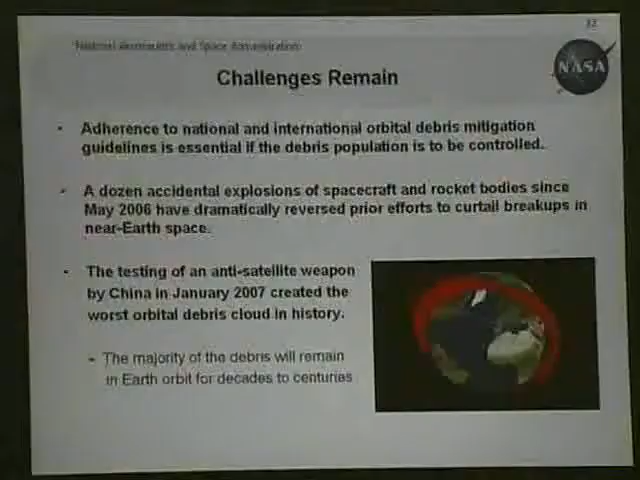 32
National Aeronautics and Space Administration
Challenges Remain
NASA
• Adherence to national and international orbital debris mitigation
guidelines is essential if the debris population is to be controlled.
• A dozen accidental explosions of spacecraft and rocket bodies since
May 2006 have dramatically reversed prior efforts to curtail breakups in
near-Earth space.
• The testing of an anti-satellite weapon
by China in January 2007 created the
worst orbital debris cloud in history.
– The majority of the debris will remain
in Earth orbit for decades to centuries